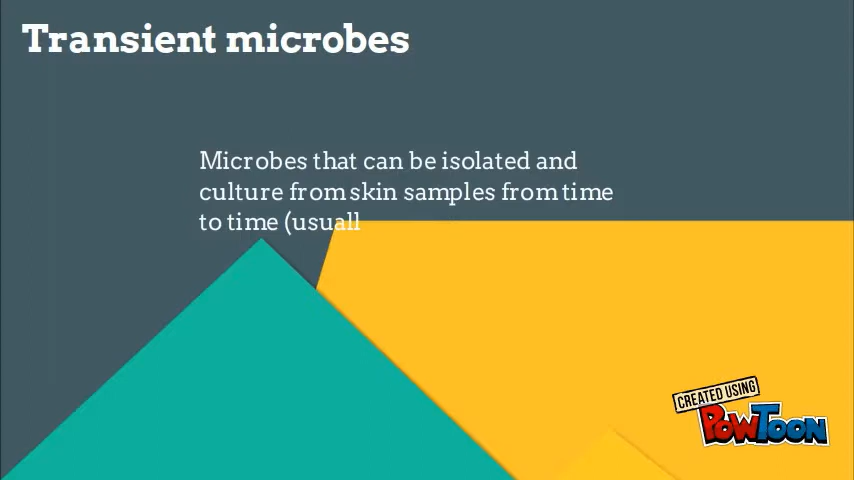 Transient microbes
Microbes that can be isolated and
culture from skin samples from time
to time (usuall
CREATED USING
POWTOON